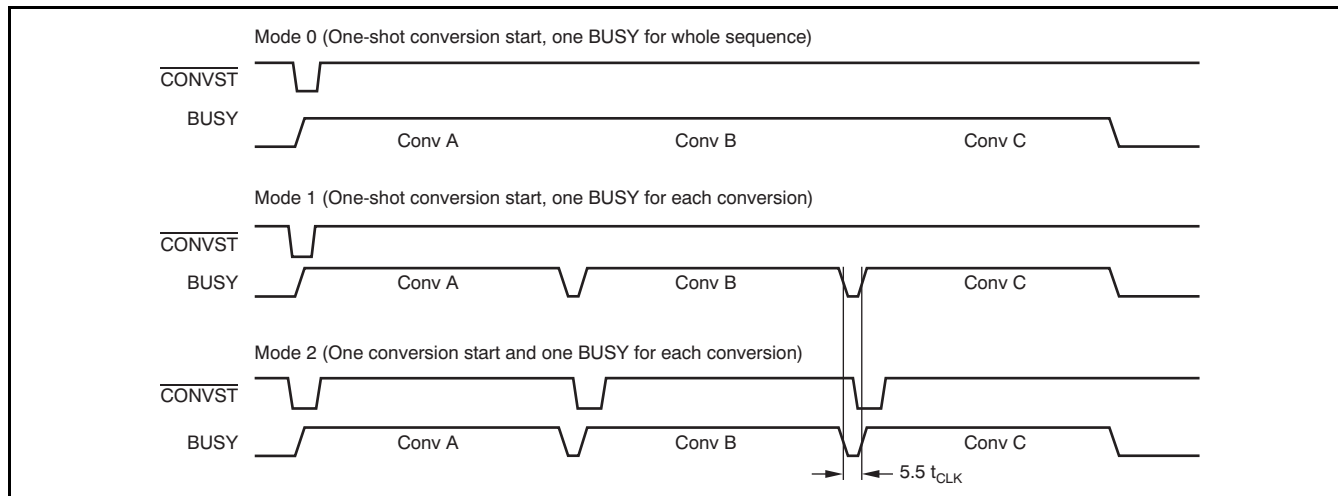 Mode 0 (One-shot conversion start, one BUSY for whole sequence)
CONVST
BUSY
Conv A Conv B Conv C
Mode 1 (One-shot conversion start, one BUSY for each conversion)
CONVST
BUSY
Conv A Conv B Conv C
Mode 2 (One conversion start and one BUSY for each conversion)
CONVST
BUSY
Conv A Conv B Conv C
5.5 tCLK